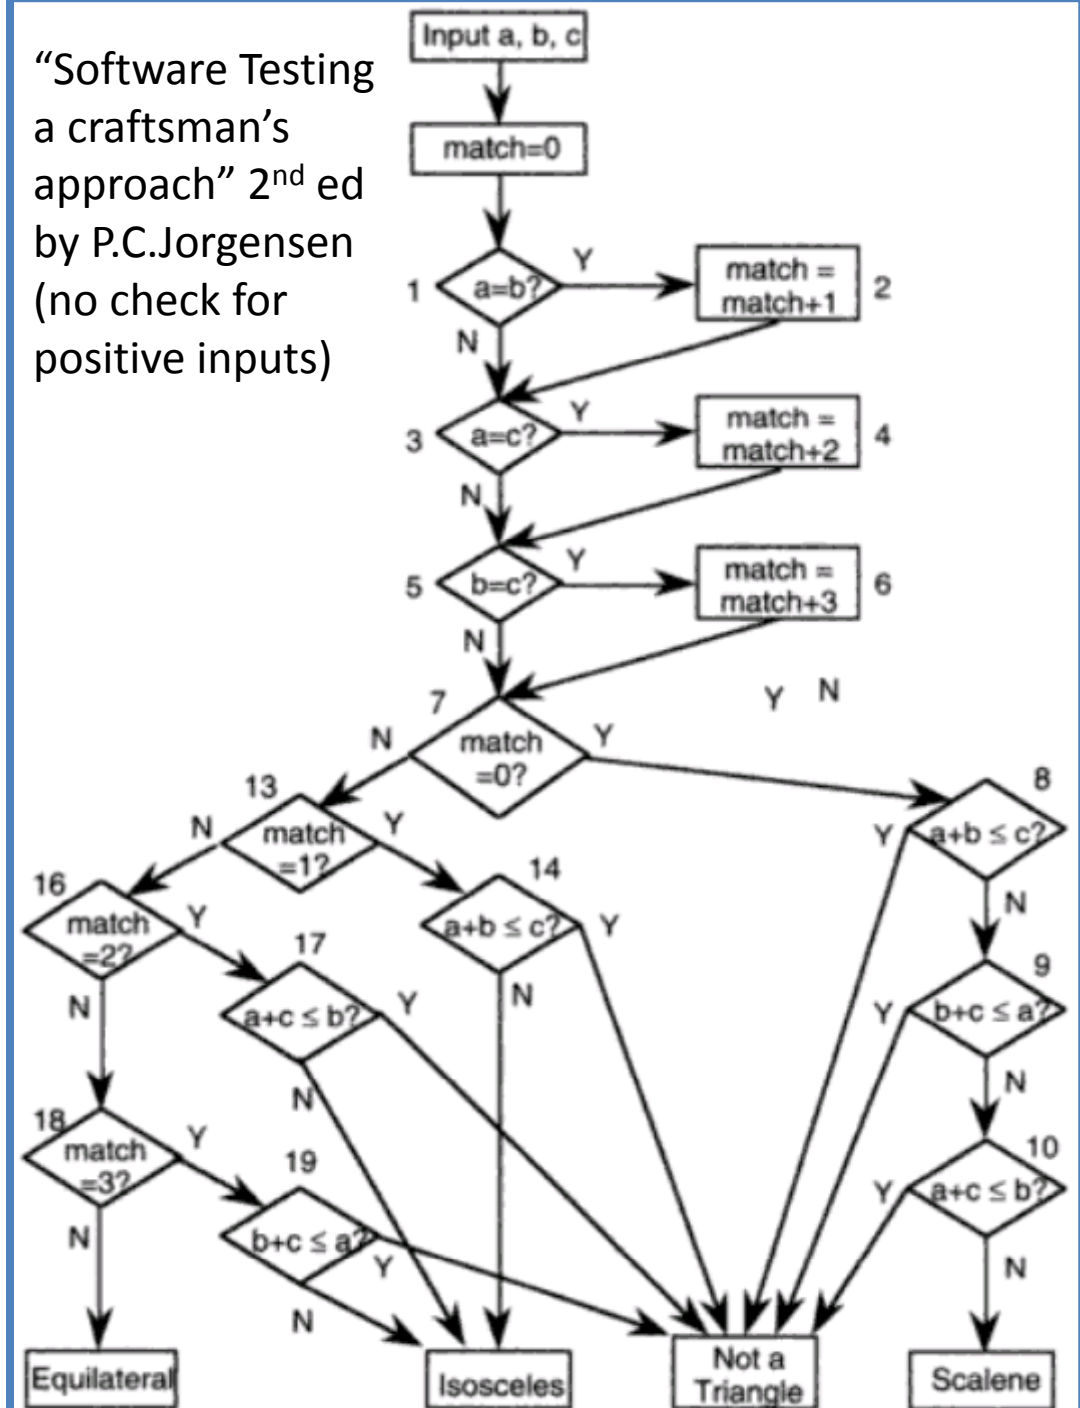 “Software Testing
a craftsman’s
approach” 2nd ed
by P.C.Jorgensen
(no check for
positive inputs)
Input a, b, c
match=0
1
a=b?
Y
N
match =
match+1
2
3
a=c?
Y
N
match =
match+2
4
5
b=c?
Y
N
match =
match+3
6
Y N
7
match
=0?
N
Y
13
match
=1?
N
Y
8
a+b ≤ c?
Y
N
14
a+b ≤ c?
Y
N
16
match
=2?
Y
N
17
a+c ≤ b?
Y
N
9
b+c ≤ a?
Y
N
18
match
=3?
Y
N
19
b+c ≤ a?
Y
N
10
a+c ≤ b?
Y
N
Equilateral
Isosceles
Not a
Triangle
Scalene